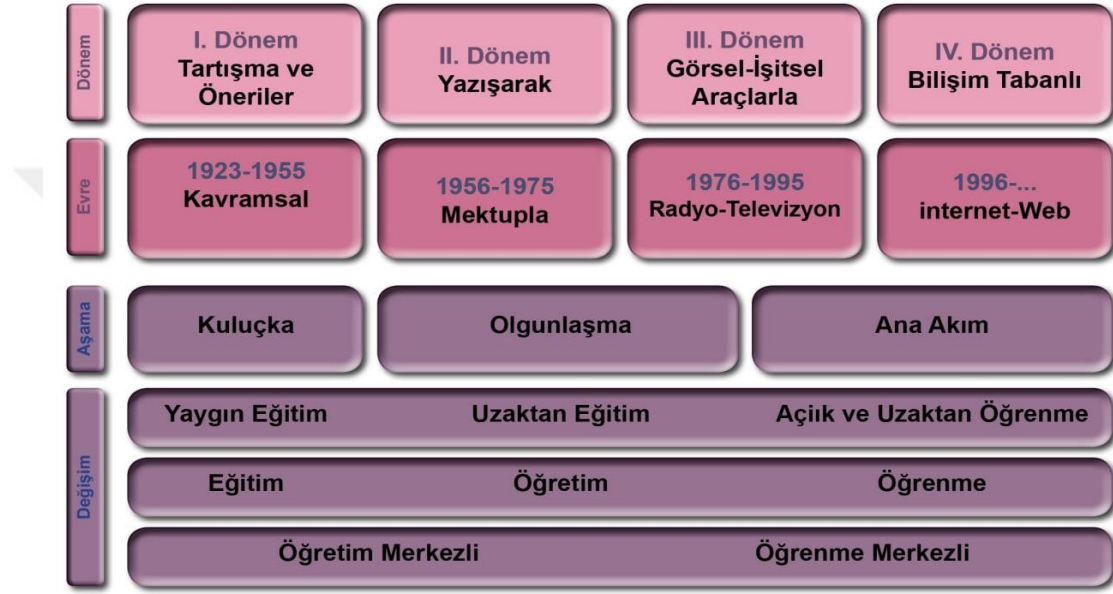 Dönem
I. Dönem
Tartışma ve
Öneriler
II. Dönem
Yazışarak
III. Dönem
Görsel-İşitsel
Araçlarla
IV. Dönem
Bilişim Tabanlı
Evre
1923-1955
Kavramsal
1956-1975
Mektupla
1976-1995
Radyo-Televizyon
1996-...
internet-Web
Aşama
Kuluçka
Olgunlaşma
Ana Akım
Değişim
Yaygın Eğitim Uzaktan Eğitim Açiık ve Uzaktan Öğrenme
Eğitim Öğretim Öğrenme
Öğretim Merkezli Öğrenme Merkezli